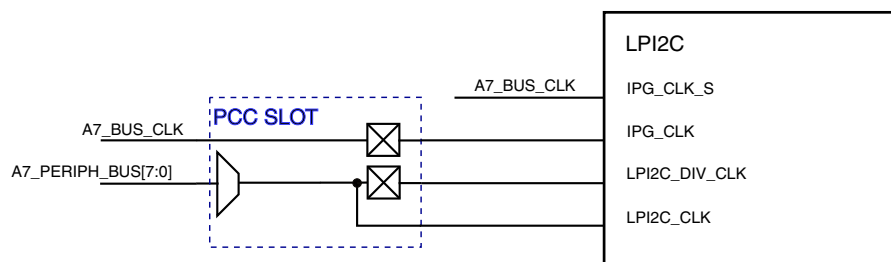 LPI2C
A7_BUS_CLK
IPG_CLK_S
PCC SLOT
A7_BUS_CLK
IPG_CLK
A7_PERIPH_BUS[7:0]
LPI2C_DIV_CLK
LPI2C_CLK